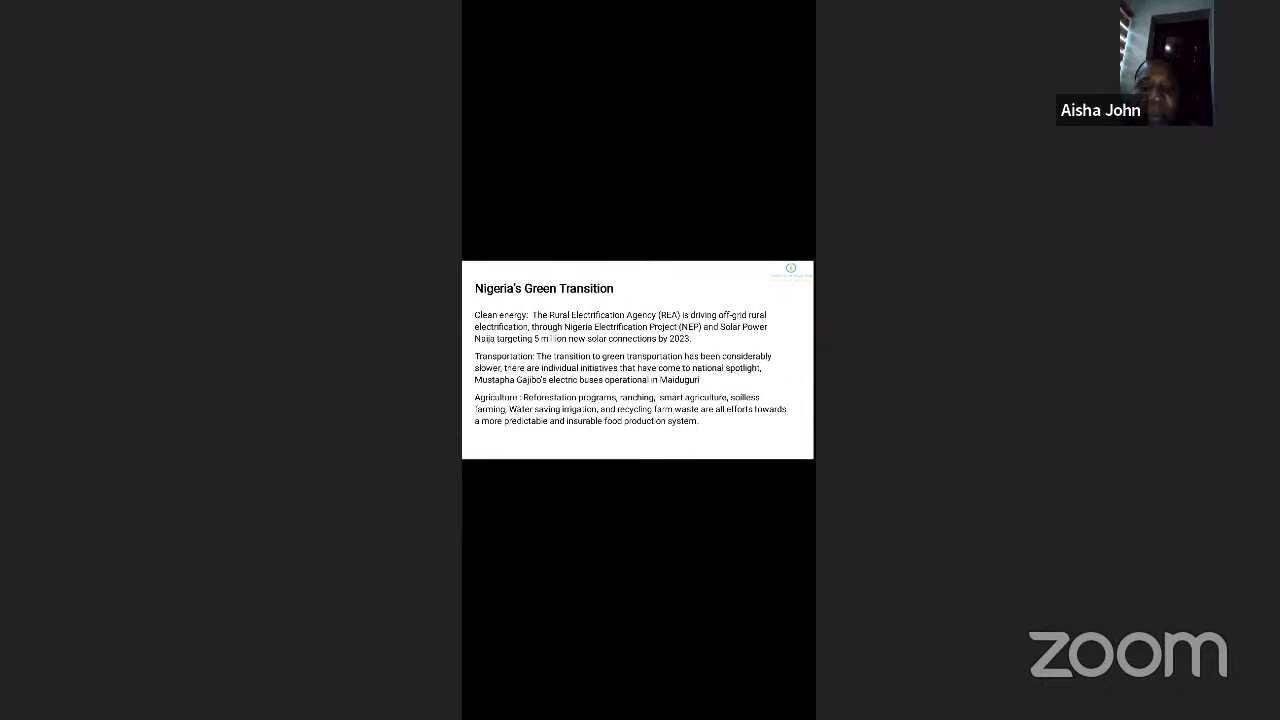 Aisha John
Nigeria's Green Transition
Clean energy: The Rural Electrification Agency (REA) is driving off-grid rural
electrification, through Nigeria Electrification Project (NEP) and Solar Power
Naija targeting 5 million new solar connections by 2023.
Transportation: The transition to green transportation has been considerably
slower, there are individual initiatives that have come to national spotlight,
Mustapha Gajibo's electric buses operational in Maiduguri
Agriculture : Reforestation programs, ranching, smart agriculture, soilless
farming, Water saving irrigation, and recycling farm waste are all efforts towards
a more predictable and insurable food production system.
zoom